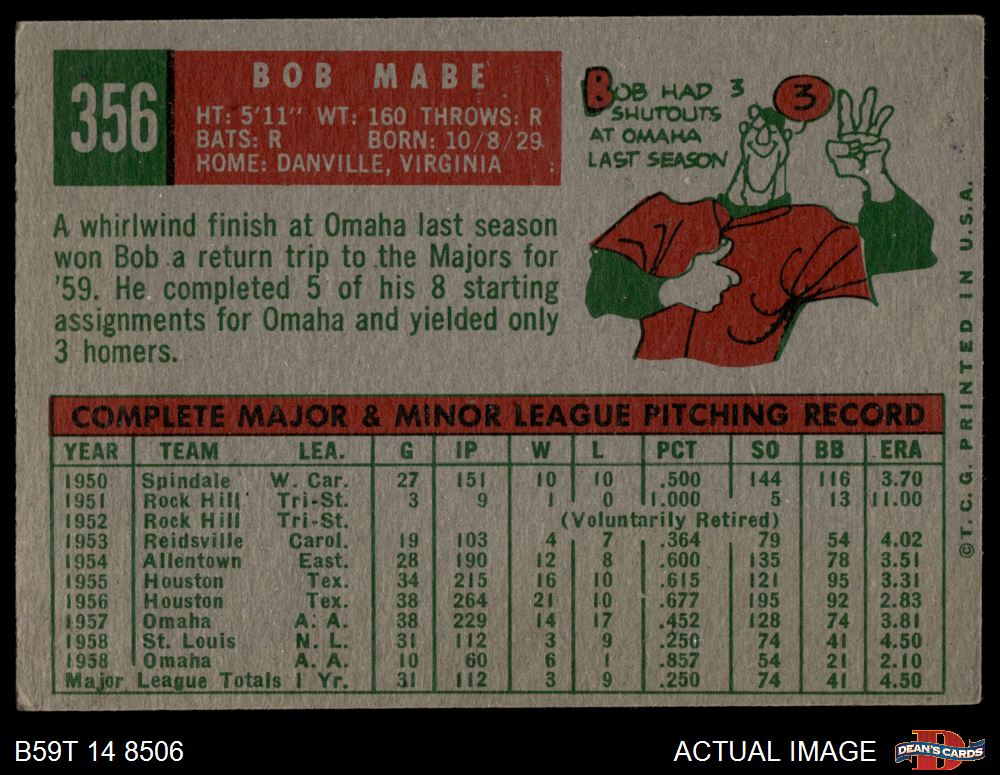 356
BOB MABE
HT: 5'11" WT: 160 THROWS: R
BATS: R BORN: 10/8/29
HOME: DANVILLE, VIRGINIA
BOB HAD 3
SHUTOUTS
AT OMAHA
LAST SEASON
3
A whirlwind finish at Omaha last season
won Bob a return trip to the Majors for
'59. He completed 5 of his 8 starting
assignments for Omaha and yielded only
3 homers.
COMPLETE MAJOR & MINOR LEAGUE PITCHING RECORD
YEAR TEAM LEA. G IP W L PCT SO BB ERA
1950 Spindale W. Car. 27 151 10 10 .500 144 116 3.70
1951 Rock Hill Tri-St. 3 9 1 0 1.000 5 13 11.00
1952 Rock Hill Tri-St. (Voluntarily Retired)
1953 Reidsville Carol. 19 103 4 7 .364 79 54 4.02
1954 Allentown East. 28 190 12 8 .600 135 78 3.51
1955 Houston Tex. 34 215 16 10 .615 121 95 3.31
1956 Houston Tex. 38 264 21 10 .677 195 92 2.83
1957 Omaha A. A. 38 229 14 17 .452 128 74 3.81
1958 St. Louis N. L. 31 112 3 9 .250 74 41 4.50
1958 Omaha A. A. 10 60 6 1 .857 54 21 2.10
Major League Totals 1 Yr. 31 112 3 9 .250 74 41 4.50
©T.C.G. PRINTED IN U.S.A.
B59T 14 8506
ACTUAL IMAGE
DEAN'S CARDS